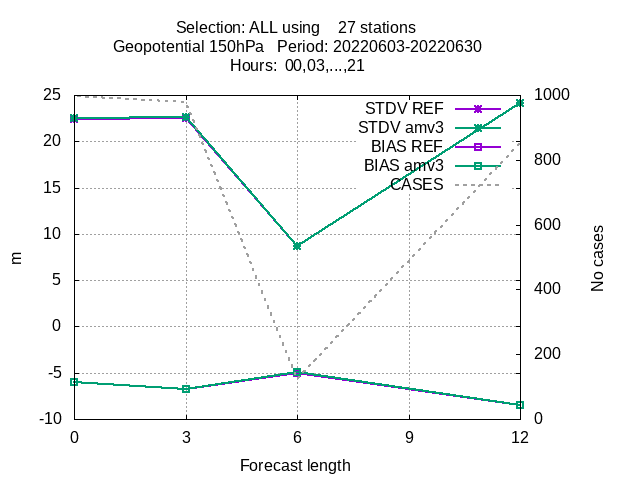 Selection: ALL using    27 stations
Geopotential 150hPa   Period: 20220603-20220630
Hours:  00,03,...,21
STDV REF
STDV amv3
BIAS REF
BIAS amv3
CASES
25
20
15
10
5
0
-5
-10
m
1000
800
600
400
200
0
No cases
0 3 6 9 12
Forecast length